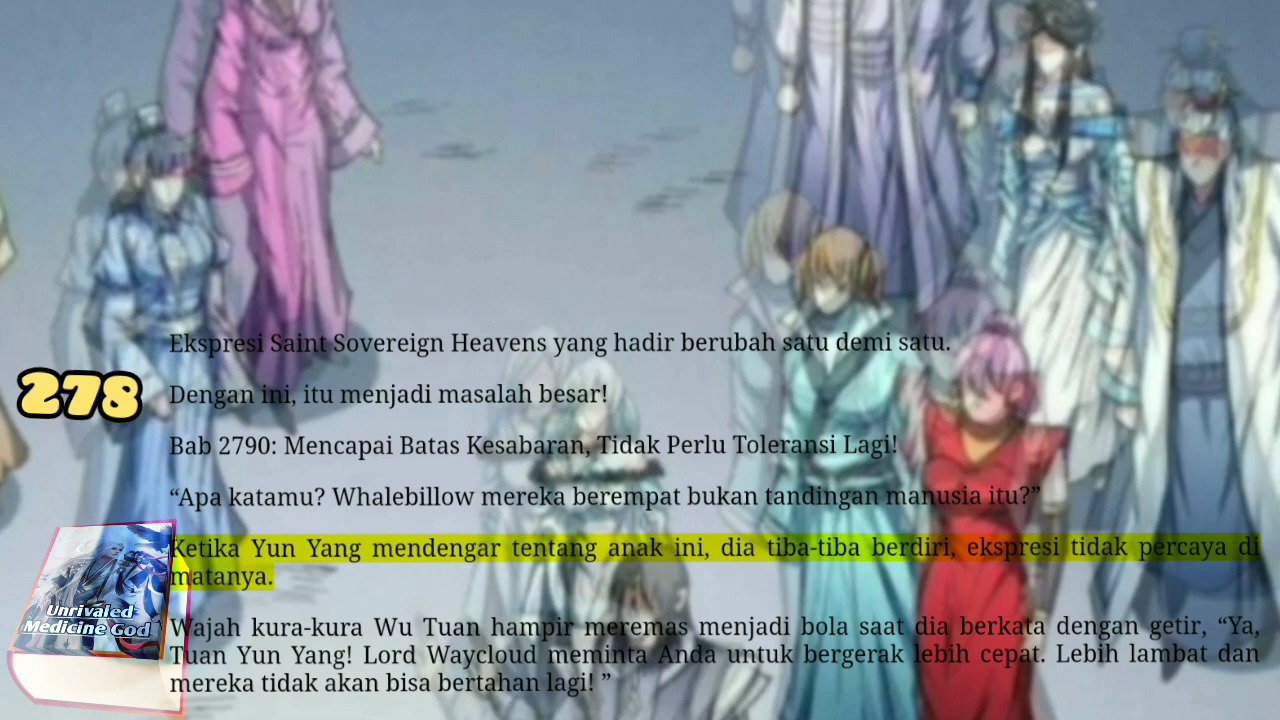 Ekspresi Saint Sovereign Heavens yang hadir berubah satu demi satu.
278
Dengan ini, itu menjadi masalah besar!
Bab 2790: Mencapai Batas Kesabaran, Tidak Perlu Toleransi Lagi!
“Apa katamu? Whalebillow mereka berempat bukan tandingan manusia itu?”
Ketika Yun Yang mendengar tentang anak ini, dia tiba-tiba berdiri, ekspresi tidak percaya di
matanya.
Unrivaled
Medicine God
Wajah kura-kura Wu Tuan hampir meremas menjadi bola saat dia berkata dengan getir, “Ya,
Tuan Yun Yang! Lord Waycloud meminta Anda untuk bergerak lebih cepat. Lebih lambat dan
mereka tidak akan bisa bertahan lagi! ”